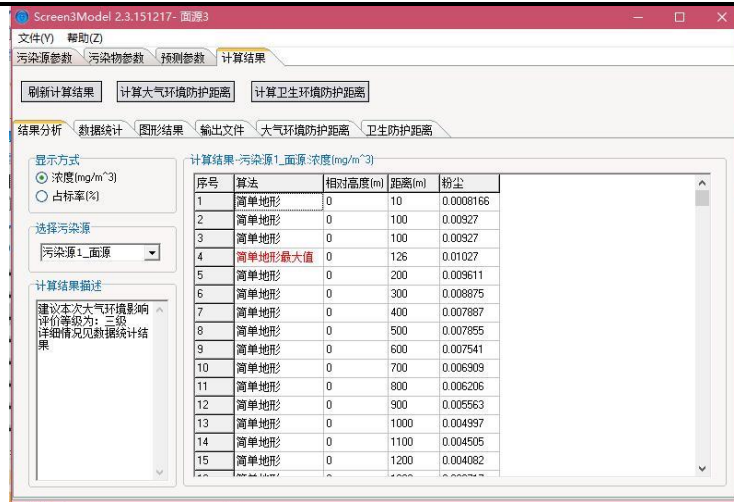 Screen3Model 2.3.151217- 面源3
文件(Y) 帮助(Z)
污染源参数 污染物参数 预测参数 计算结果
刷新计算结果 计算大气环境防护距离 计算卫生环境防护距离
结果分析 数据统计 图形结果 输出文件 大气环境防护距离 卫生防护距离
显示方式
浓度(mg/m^3)
占标率(%)
选择污染源
污染源1_面源
计算结果描述
建议本次大气环境影响
评价等级为：三级
详细情况见数据统计结
果
计算结果-污染源1_面源:浓度(mg/m^3)
序号 算法 相对高度(m) 距离(m) 粉尘
1 简单地形 0 10 0.0008166
2 简单地形 0 100 0.00927
3 简单地形 0 100 0.00927
4 简单地形最大值 0 126 0.01027
5 简单地形 0 200 0.009611
6 简单地形 0 300 0.008875
7 简单地形 0 400 0.007887
8 简单地形 0 500 0.007855
9 简单地形 0 600 0.007541
10 简单地形 0 700 0.006909
11 简单地形 0 800 0.006206
12 简单地形 0 900 0.005563
13 简单地形 0 1000 0.004997
14 简单地形 0 1100 0.004505
15 简单地形 0 1200 0.004082